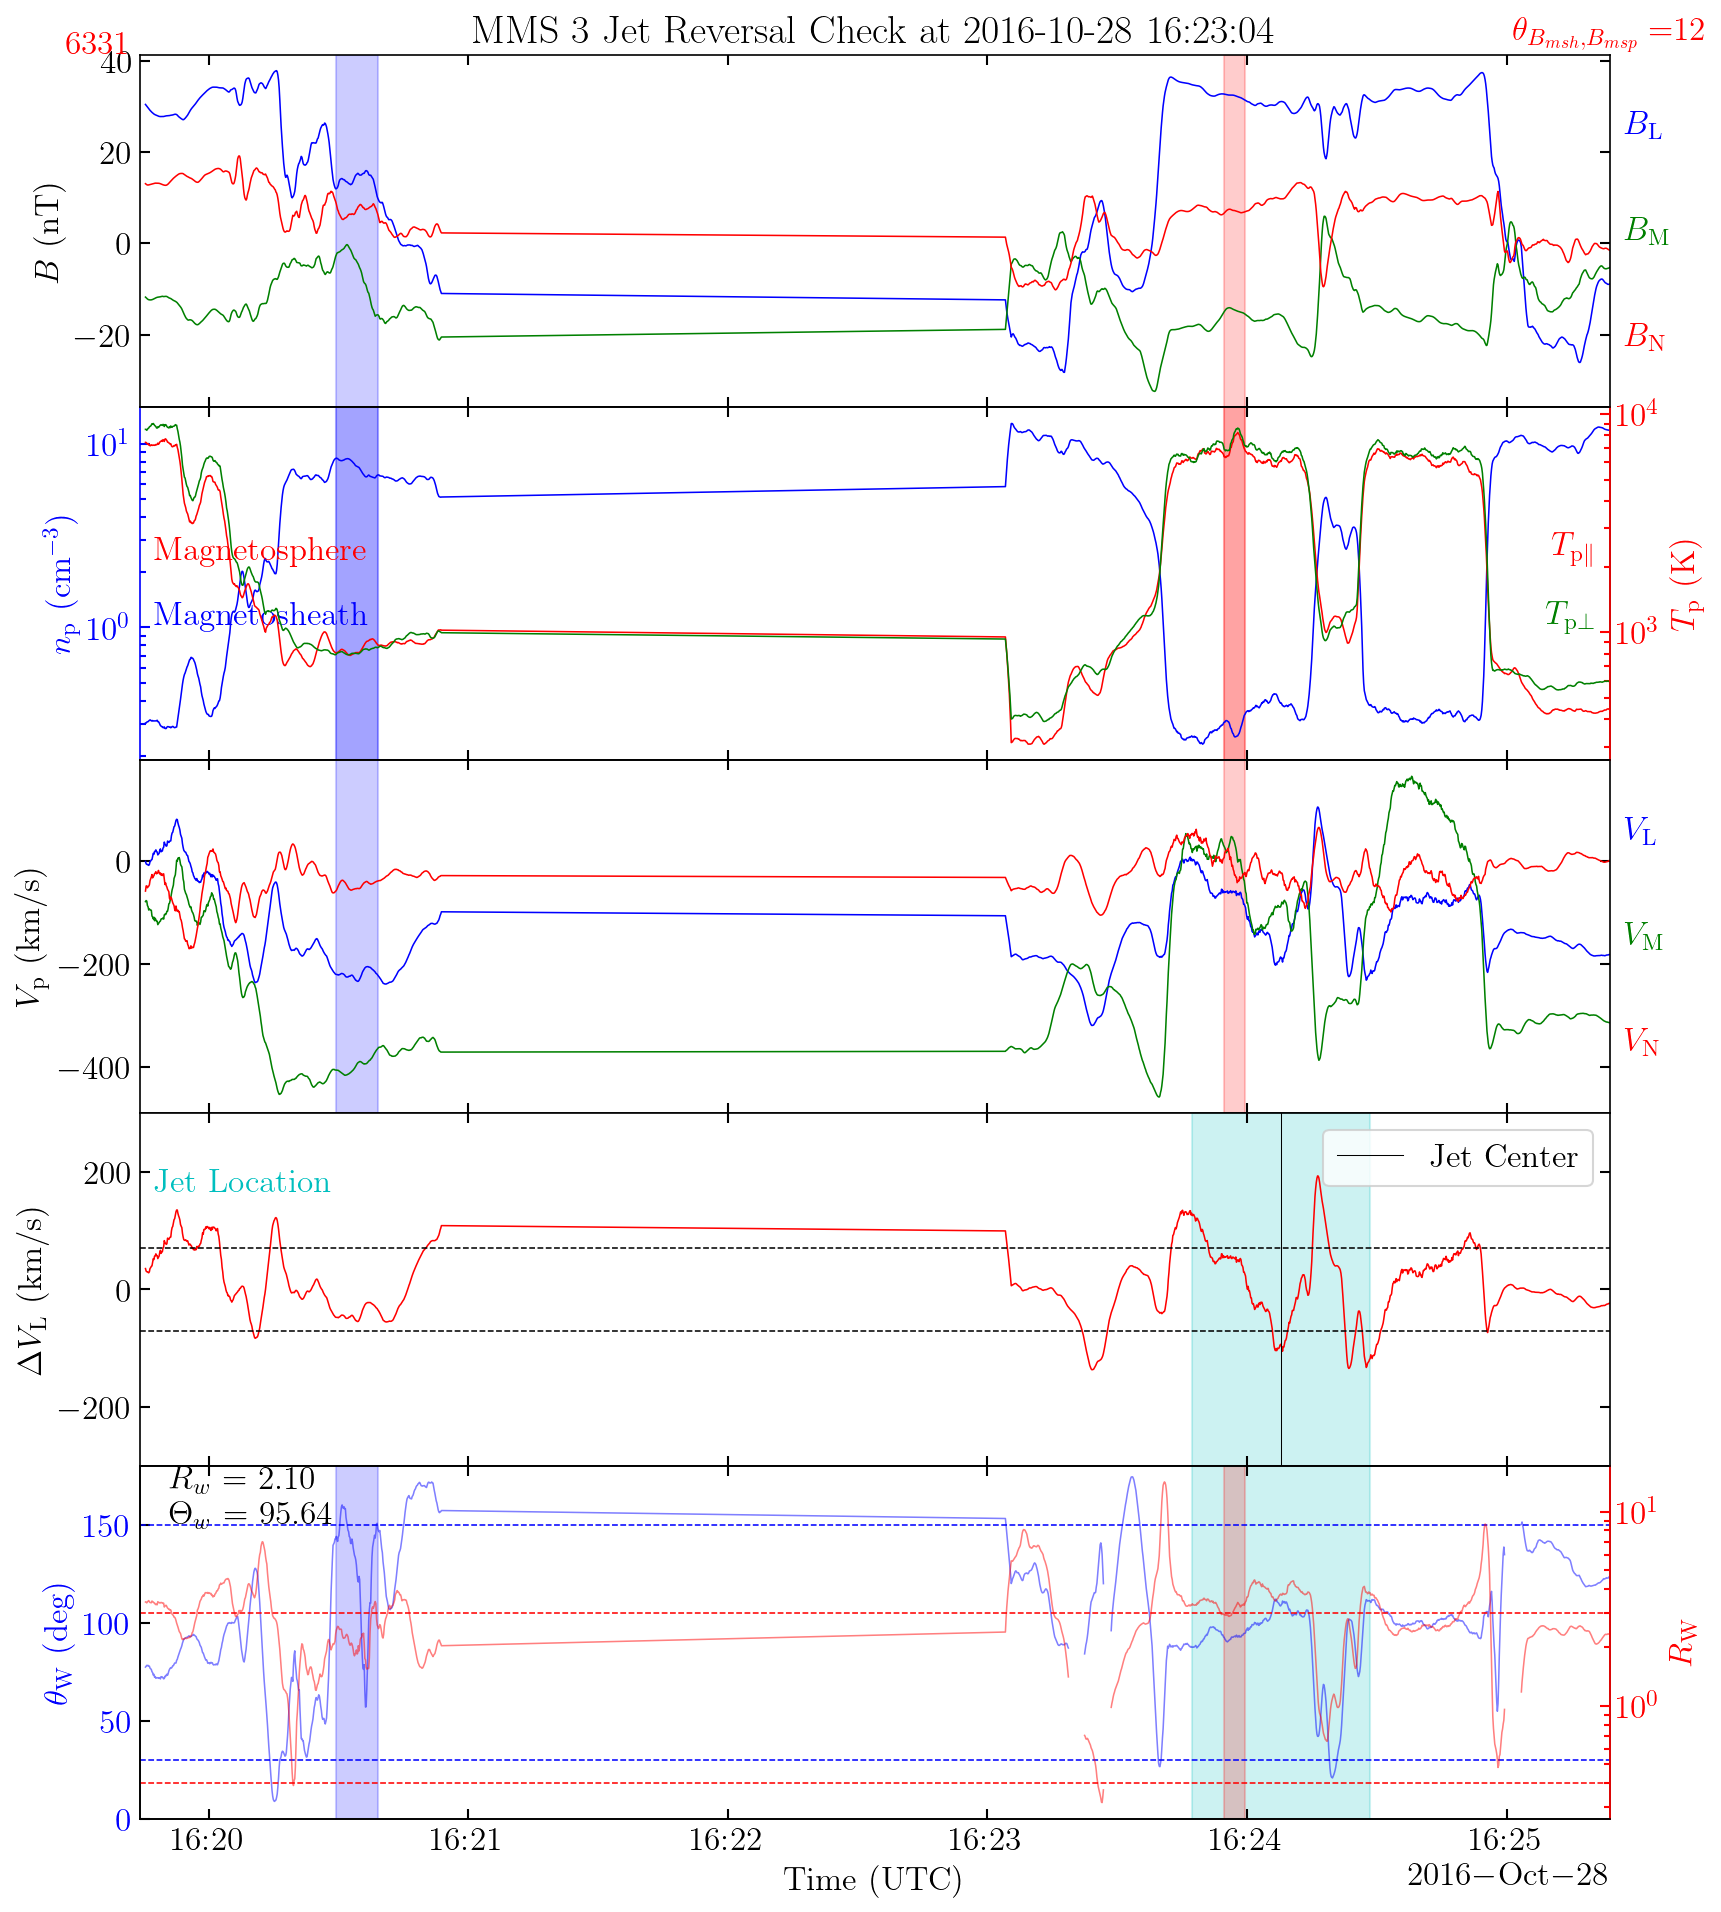 MMS 3 Jet Reversal Check at 2016-10-28 16:23:04
6331
θ_{B_{msh},B_{msp}} =12
40
20
0
−20
B (nT)
B_L
B_M
B_N
10^1
10^0
n_p (cm^{−3})
Magnetosphere
Magnetosheath
10^4
10^3
T_{p∥}
T_{p⊥}
T_p (K)
0
−200
−400
V_p (km/s)
V_L
V_M
V_N
200
0
−200
ΔV_L (km/s)
Jet Location
Jet Center
R_w = 2.10
Θ_w = 95.64
150
100
50
0
θ_W (deg)
10^1
10^0
R_W
16:20 16:21 16:22 16:23 16:24 16:25
Time (UTC)
2016−Oct−28